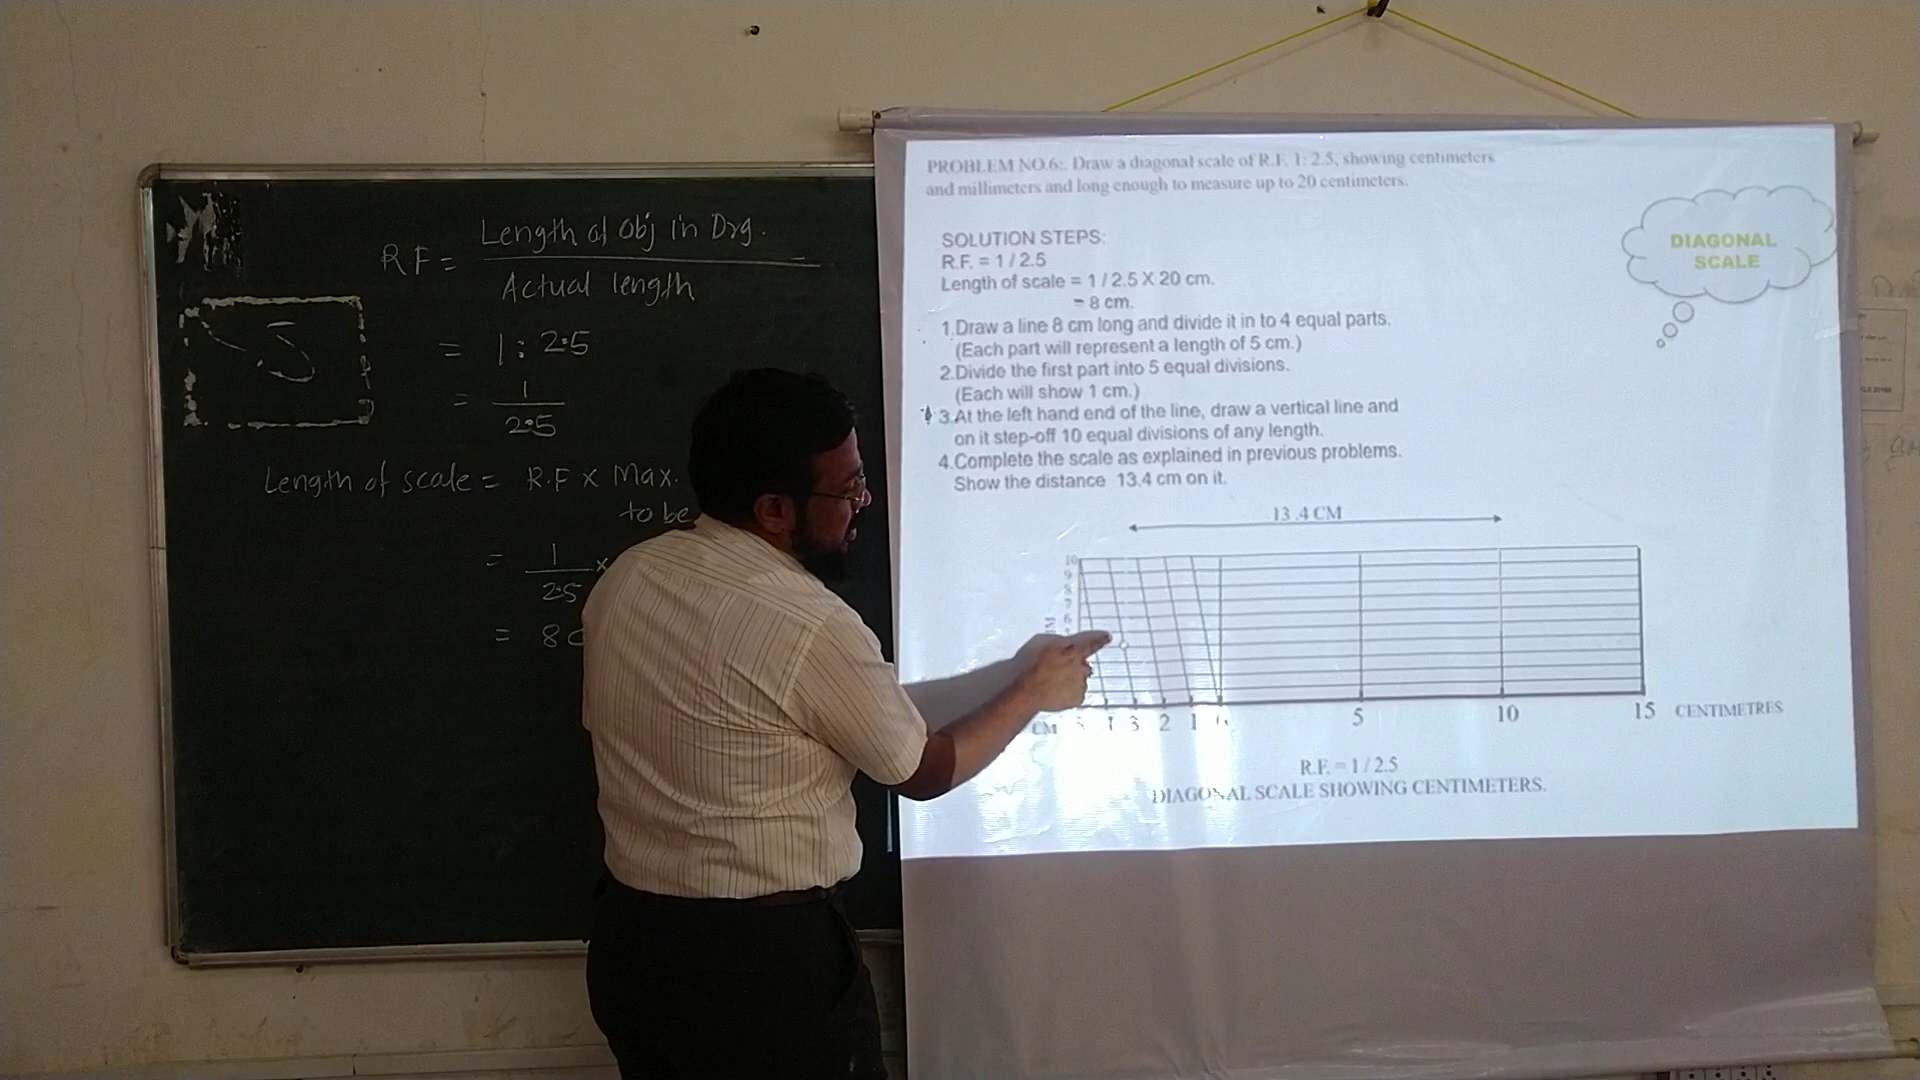 RF = Length of Obj in Drg.
Actual length
= 1 : 2.5
= 1
2.5
Length of scale = R.F x Max.
to be
= 1 x
2.5
= 8c
PROBLEM NO.6:. Draw a diagonal scale of R.F. 1: 2.5, showing centimeters
and millimeters and long enough to measure up to 20 centimeters.
SOLUTION STEPS:
R.F. = 1 / 2.5
Length of scale = 1 / 2.5 X 20 cm.
= 8 cm.
1.Draw a line 8 cm long and divide it in to 4 equal parts.
(Each part will represent a length of 5 cm.)
2.Divide the first part into 5 equal divisions.
(Each will show 1 cm.)
3.At the left hand end of the line, draw a vertical line and
on it step-off 10 equal divisions of any length.
4.Complete the scale as explained in previous problems.
Show the distance 13.4 cm on it.
DIAGONAL
SCALE
13 .4 CM
10
9
8
7
6
MM
CM 5 4 3 2 1 0 5 10 15 CENTIMETRES
R.F. = 1 / 2.5
DIAGONAL SCALE SHOWING CENTIMETERS.